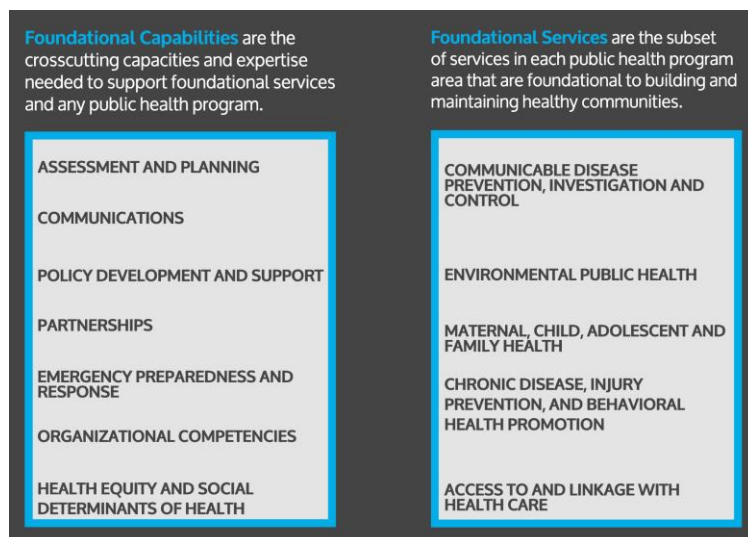 Foundational Capabilities are the
crosscutting capacities and expertise
needed to support foundational services
and any public health program.
ASSESSMENT AND PLANNING
COMMUNICATIONS
POLICY DEVELOPMENT AND SUPPORT
PARTNERSHIPS
EMERGENCY PREPAREDNESS AND
RESPONSE
ORGANIZATIONAL COMPETENCIES
HEALTH EQUITY AND SOCIAL
DETERMINANTS OF HEALTH
Foundational Services are the subset
of services in each public health program
area that are foundational to building and
maintaining healthy communities.
COMMUNICABLE DISEASE
PREVENTION, INVESTIGATION AND
CONTROL
ENVIRONMENTAL PUBLIC HEALTH
MATERNAL, CHILD, ADOLESCENT AND
FAMILY HEALTH
CHRONIC DISEASE, INJURY
PREVENTION, AND BEHAVIORAL
HEALTH PROMOTION
ACCESS TO AND LINKAGE WITH
HEALTH CARE